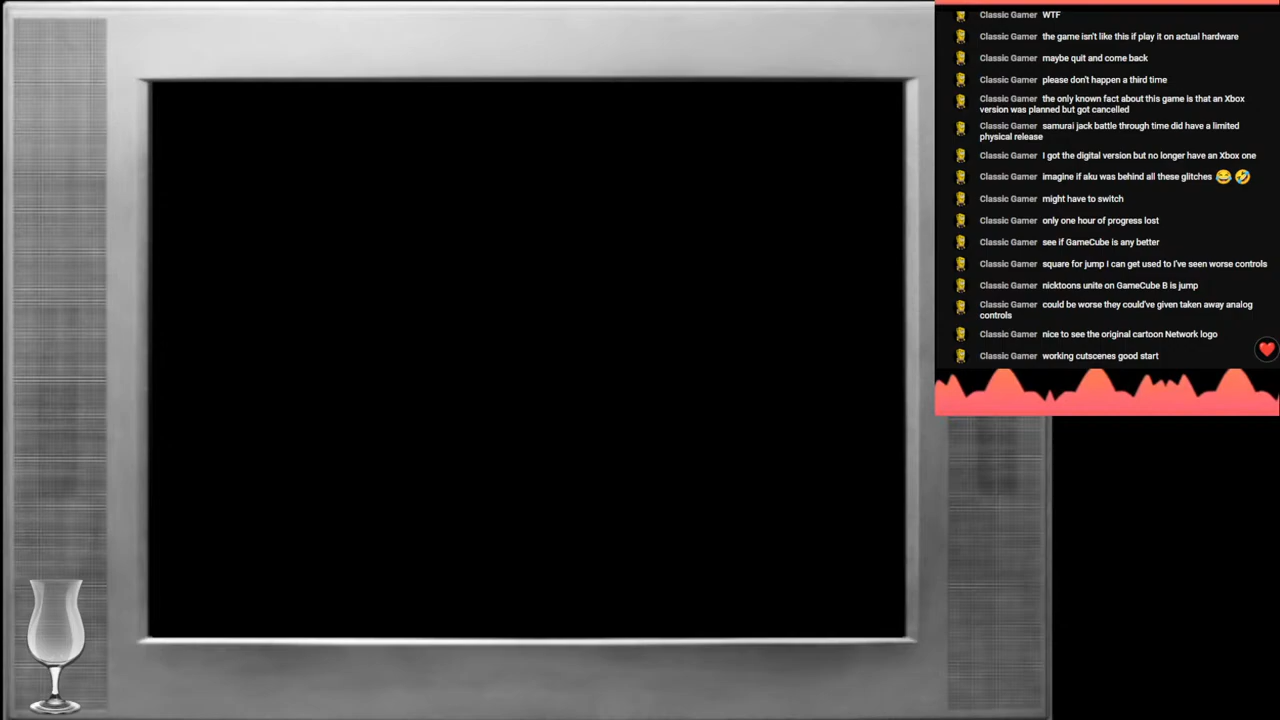 Classic Gamer WTF
Classic Gamer the game isn't like this if play it on actual hardware
Classic Gamer maybe quit and come back
Classic Gamer please don't happen a third time
Classic Gamer the only known fact about this game is that an Xbox
version was planned but got cancelled
Classic Gamer samurai jack battle through time did have a limited
physical release
Classic Gamer I got the digital version but no longer have an Xbox one
Classic Gamer imagine if aku was behind all these glitches 😂 🤣
Classic Gamer might have to switch
Classic Gamer only one hour of progress lost
Classic Gamer see if GameCube is any better
Classic Gamer square for jump I can get used to I've seen worse controls
Classic Gamer nicktoons unite on GameCube B is jump
Classic Gamer could be worse they could've given taken away analog
controls
Classic Gamer nice to see the original cartoon Network logo
Classic Gamer working cutscenes good start